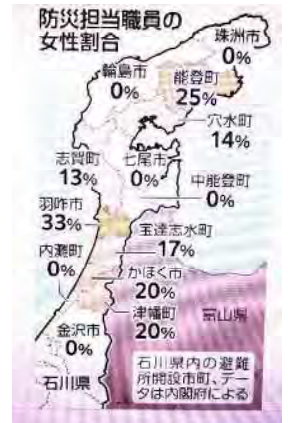 防災担当職員の
女性割合
珠洲市
0%
輪島市
0%
能登町
25%
穴水町
14%
志賀町
13%
七尾市
0%
中能登町
0%
羽咋市
33%
宝達志水町
17%
内灘町
0%
かほく市
20%
津幡町
20%
金沢市
0%
富山県
石川県
石川県内の避難
所開設市町、デー
タは内閣府による